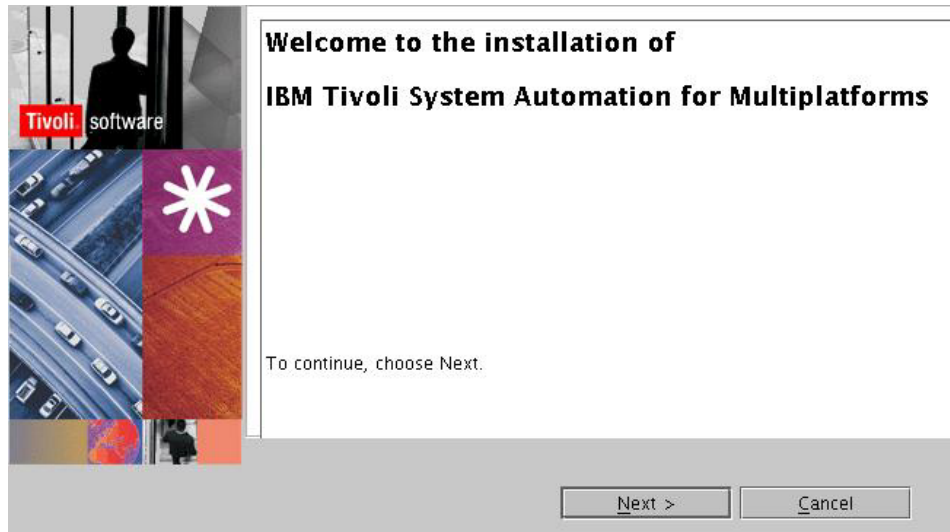 Tivoli. software
Welcome to the installation of
IBM Tivoli System Automation for Multiplatforms
To continue, choose Next.
Next >
Cancel